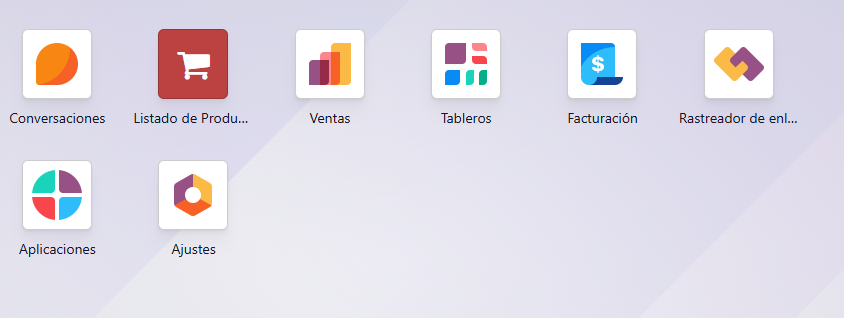 Conversaciones
Listado de Produ...
Ventas
Tableros
$
Facturación
Rastreador de enl...
Aplicaciones
Ajustes